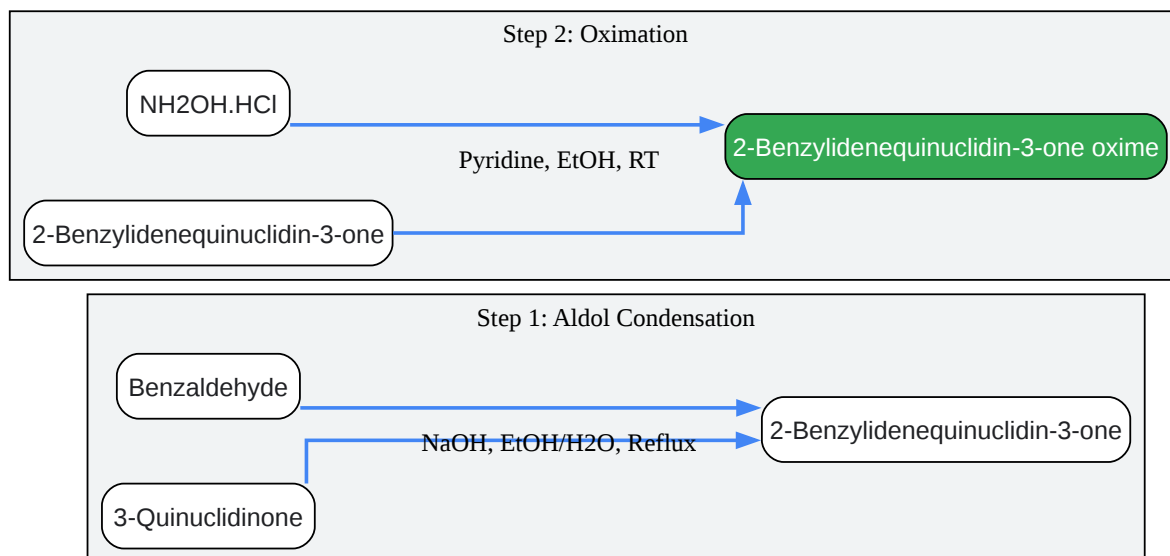 Step 2: Oximation
NH2OH.HCl
2-Benzylidenequinuclidin-3-one oxime
Pyridine, EtOH, RT
2-Benzylidenequinuclidin-3-one
Step 1: Aldol Condensation
Benzaldehyde
2-Benzylidenequinuclidin-3-one
NaOH, EtOH/H2O, Reflux
3-Quinuclidinone